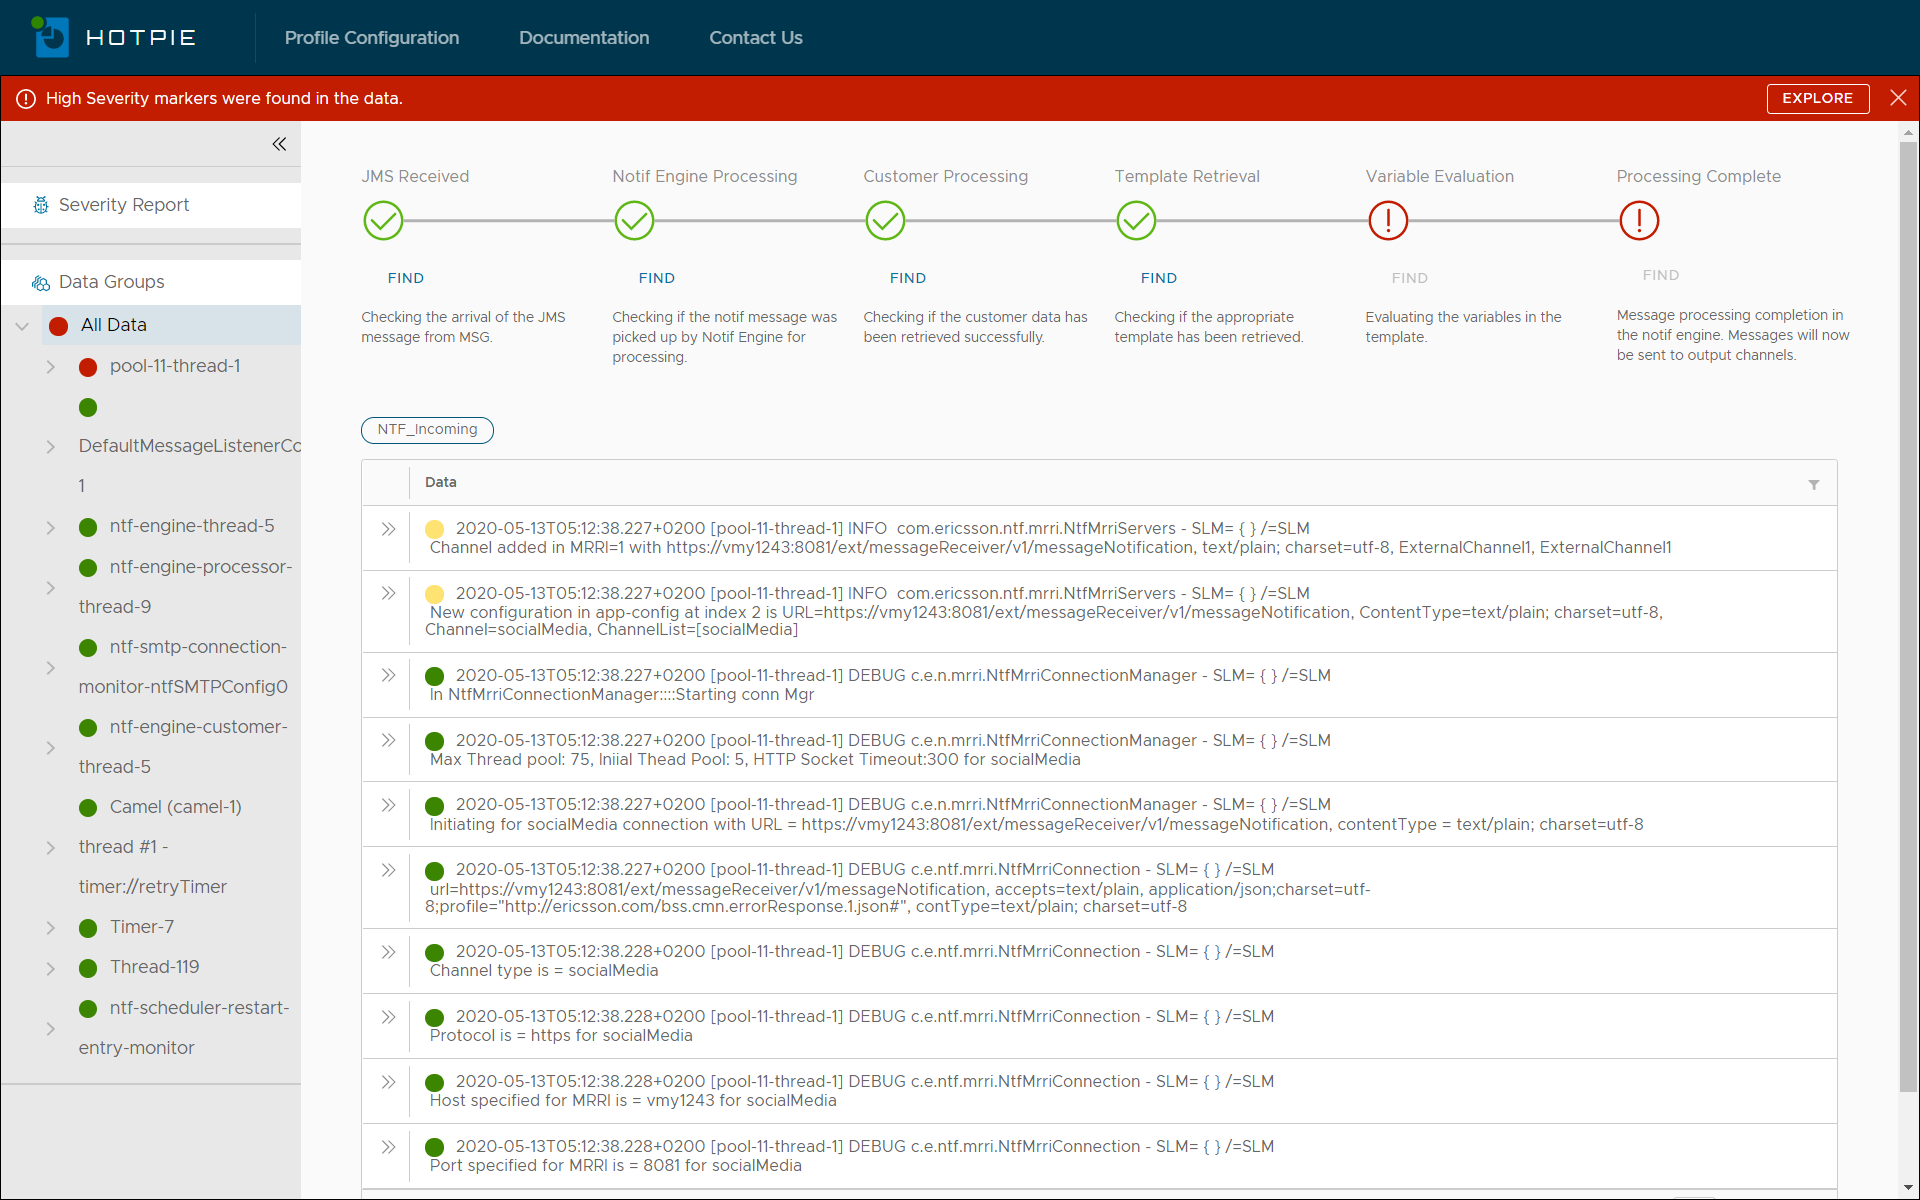 HOTPIE
Profile Configuration
Documentation
Contact Us
High Severity markers were found in the data.
EXPLORE
Severity Report
Data Groups
All Data
pool-11-thread-1
DefaultMessageListenerCo
1
ntf-engine-thread-5
ntf-engine-processor-
thread-9
ntf-smtp-connection-
monitor-ntfSMTPConfig0
ntf-engine-customer-
thread-5
Camel (camel-1)
thread #1 -
timer://retryTimer
Timer-7
Thread-119
ntf-scheduler-restart-
entry-monitor
JMS Received
FIND
Checking the arrival of the JMS
message from MSG.
Notif Engine Processing
FIND
Checking if the notif message was
picked up by Notif Engine for
processing.
Customer Processing
FIND
Checking if the customer data has
been retrieved successfully.
Template Retrieval
FIND
Checking if the appropriate
template has been retrieved.
Variable Evaluation
FIND
Evaluating the variables in the
template.
Processing Complete
FIND
Message processing completion in
the notif engine. Messages will now
be sent to output channels.
NTF_Incoming
Data
2020-05-13T05:12:38.227+0200 [pool-11-thread-1] INFO  com.ericsson.ntf.mrri.NtfMrriServers - SLM= { } /=SLM
Channel added in MRRI=1 with https://vmy1243:8081/ext/messageReceiver/v1/messageNotification, text/plain; charset=utf-8, ExternalChannel1, ExternalChannel1
2020-05-13T05:12:38.227+0200 [pool-11-thread-1] INFO  com.ericsson.ntf.mrri.NtfMrriServers - SLM= { } /=SLM
New configuration in app-config at index 2 is URL=https://vmy1243:8081/ext/messageReceiver/v1/messageNotification, ContentType=text/plain; charset=utf-8,
Channel=socialMedia, ChannelList=[socialMedia]
2020-05-13T05:12:38.227+0200 [pool-11-thread-1] DEBUG c.e.n.mrri.NtfMrriConnectionManager - SLM= { } /=SLM
In NtfMrriConnectionManager::::Starting conn Mgr
2020-05-13T05:12:38.227+0200 [pool-11-thread-1] DEBUG c.e.n.mrri.NtfMrriConnectionManager - SLM= { } /=SLM
Max Thread pool: 75, Iniial Thead Pool: 5, HTTP Socket Timeout:300 for socialMedia
2020-05-13T05:12:38.227+0200 [pool-11-thread-1] DEBUG c.e.n.mrri.NtfMrriConnectionManager - SLM= { } /=SLM
Initiating for socialMedia connection with URL = https://vmy1243:8081/ext/messageReceiver/v1/messageNotification, contentType = text/plain; charset=utf-8
2020-05-13T05:12:38.227+0200 [pool-11-thread-1] DEBUG c.e.ntf.mrri.NtfMrriConnection - SLM= { } /=SLM
url=https://vmy1243:8081/ext/messageReceiver/v1/messageNotification, accepts=text/plain, application/json;charset=utf-
8;profile="http://ericsson.com/bss.cmn.errorResponse.1.json#", contType=text/plain; charset=utf-8
2020-05-13T05:12:38.228+0200 [pool-11-thread-1] DEBUG c.e.ntf.mrri.NtfMrriConnection - SLM= { } /=SLM
Channel type is = socialMedia
2020-05-13T05:12:38.228+0200 [pool-11-thread-1] DEBUG c.e.ntf.mrri.NtfMrriConnection - SLM= { } /=SLM
Protocol is = https for socialMedia
2020-05-13T05:12:38.228+0200 [pool-11-thread-1] DEBUG c.e.ntf.mrri.NtfMrriConnection - SLM= { } /=SLM
Host specified for MRRI is = vmy1243 for socialMedia
2020-05-13T05:12:38.228+0200 [pool-11-thread-1] DEBUG c.e.ntf.mrri.NtfMrriConnection - SLM= { } /=SLM
Port specified for MRRI is = 8081 for socialMedia